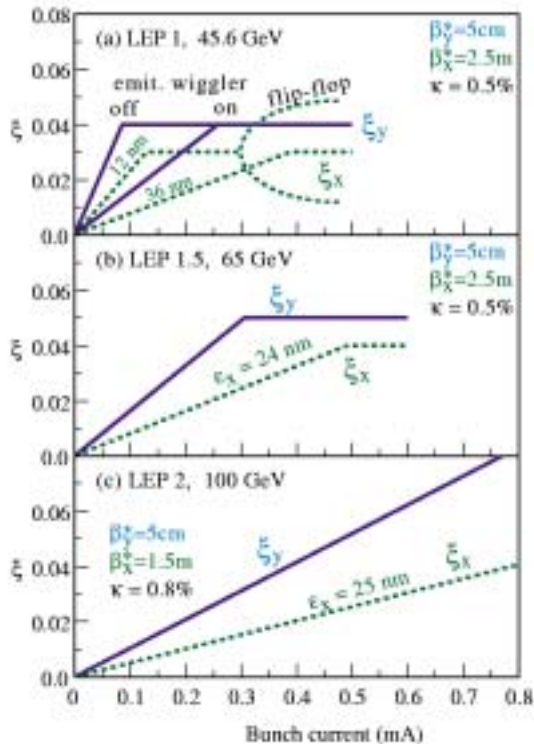 0.08
(a) LEP 1, 45.6 GeV
β*y=5cm
β*x=2.5m
κ = 0.5%
0.06
emit. wiggler
off
on
flip-flop
0.04
ξy
12 nm
0.02
36 nm
ξx
0.0
ξ
(b) LEP 1.5, 65 GeV
β*y=5cm
β*x=2.5m
κ = 0.5%
0.06
ξy
0.04
εx = 24 nm
ξx
0.02
0.0
ξ
(c) LEP 2, 100 GeV
0.06
β*y=5cm
β*x=1.5m
κ = 0.8%
ξy
ξx
0.04
εx = 25 nm
0.02
0.0
ξ
0 0.1 0.2 0.3 0.4 0.5 0.6 0.7 0.8
Bunch current (mA)